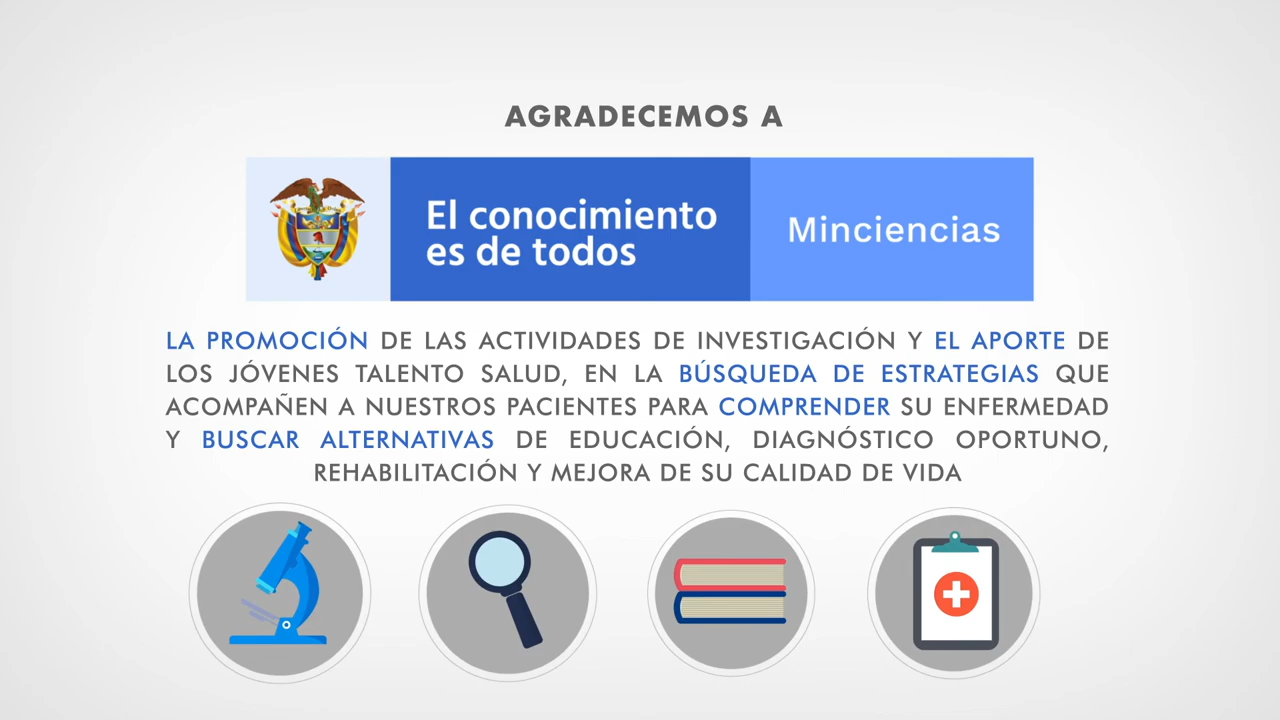 AGRADECEMOS A
El conocimiento
es de todos
Minciencias
LA PROMOCIÓN DE LAS ACTIVIDADES DE INVESTIGACIÓN Y EL APORTE DE
LOS JÓVENES TALENTO SALUD, EN LA BÚSQUEDA DE ESTRATEGIAS QUE
ACOMPAÑEN A NUESTROS PACIENTES PARA COMPRENDER SU ENFERMEDAD
Y BUSCAR ALTERNATIVAS DE EDUCACIÓN, DIAGNÓSTICO OPORTUNO,
REHABILITACIÓN Y MEJORA DE SU CALIDAD DE VIDA